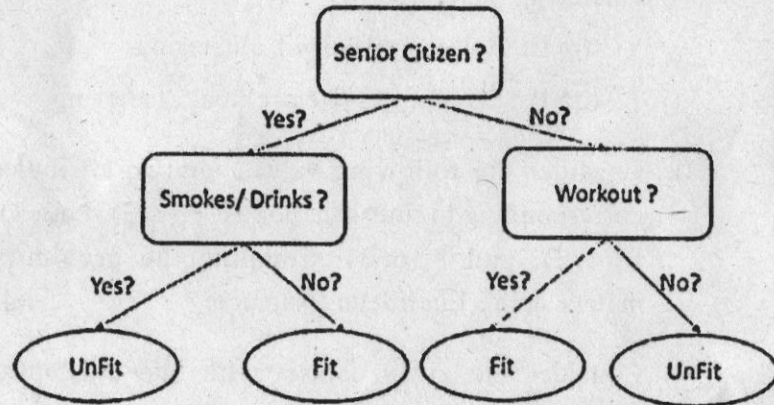 Senior Citizen ?
Yes?
No?
Smokes/ Drinks ?
Workout ?
Yes?
No?
Yes?
No?
UnFit
Fit
Fit
UnFit